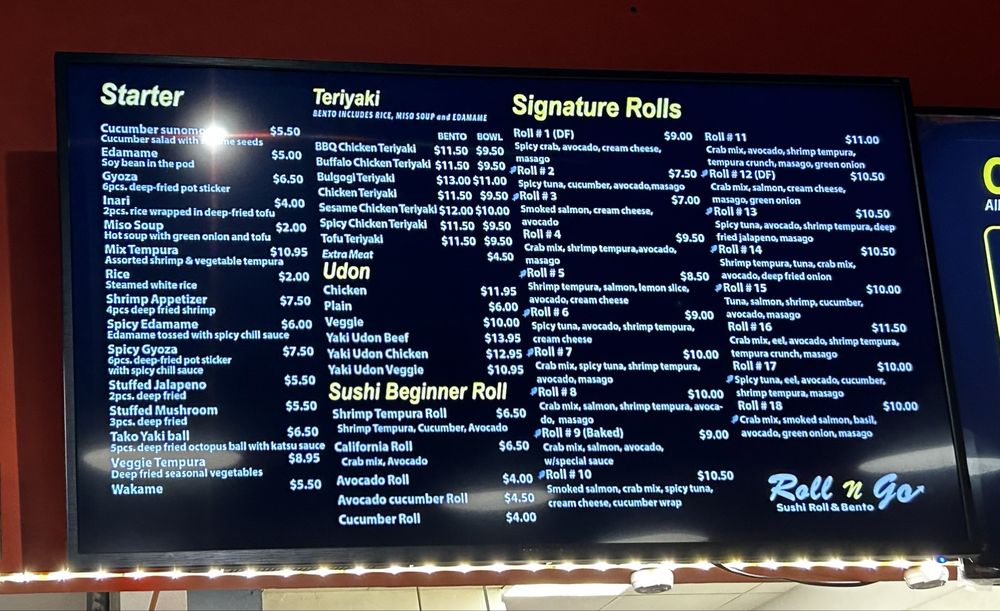 Starter
Cucumber sunomo
$5.50
Cucumber salad with seeds
Edamame
$5.00
Soy bean in the pod
Gyoza
$6.50
6pcs. deep-fried pot sticker
Inari
$4.00
2pcs. rice wrapped in deep-fried tofu
Miso Soup
$2.00
Hot soup with green onion and tofu
Mix Tempura
$10.95
Assorted shrimp & vegetable tempura
Rice
$2.00
Steamed white rice
Shrimp Appetizer
$7.50
4pcs deep fried shrimp
Spicy Edamame
$6.00
Edamame tossed with spicy chill sauce
Spicy Gyoza
$7.50
6pcs. deep-fried pot sticker
with spicy chill sauce
Stuffed Jalapeno
$5.50
2pcs. deep fried
Stuffed Mushroom
$5.50
3pcs. deep fried
Tako Yaki ball
$6.50
5pcs. deep fried octopus ball with katsu sauce
Veggie Tempura
$8.95
Deep fried seasonal vegetables
Wakame
$5.50
Teriyaki
BENTO INCLUDES RICE, MISO SOUP and EDAMAME
BENTO BOWL
BBQ Chicken Teriyaki $11.50 $9.50
Buffalo Chicken Teriyaki $11.50 $9.50
Bulgogi Teriyaki $13.00 $11.00
Chicken Teriyaki $11.50 $9.50
Sesame Chicken Teriyaki $12.00 $10.00
Spicy Chicken Teriyaki $11.50 $9.50
Tofu Teriyaki $11.50 $9.50
Extra Meat $4.50
Udon
Chicken $11.95
Plain $6.00
Veggie $10.00
Yaki Udon Beef $13.95
Yaki Udon Chicken $12.95
Yaki Udon Veggie $10.95
Sushi Beginner Roll
Shrimp Tempura Roll $6.50
Shrimp Tempura, Cucumber, Avocado
California Roll $6.50
Crab mix, Avocado
Avocado Roll $4.00
Avocado cucumber Roll $4.50
Cucumber Roll $4.00
Signature Rolls
Roll # 1 (DF) $9.00
Spicy crab, avocado, cream cheese,
masago
Roll # 2 $7.50
Spicy tuna, cucumber, avocado,masago
Roll # 3 $7.00
Smoked salmon, cream cheese,
avocado
Roll # 4 $9.50
Crab mix, shrimp tempura,avocado,
masago
Roll # 5 $8.50
Shrimp tempura, salmon, lemon slice,
avocado, cream cheese
Roll # 6 $9.00
Spicy tuna, avocado, shrimp tempura,
cream cheese
Roll # 7 $10.00
Crab mix, spicy tuna, shrimp tempura,
avocado, masago
Roll # 8 $10.00
Crab mix, salmon, shrimp tempura, avoca-
do, masago
Roll # 9 (Baked) $9.00
Crab mix, salmon, avocado,
w/special sauce
Roll # 10 $10.50
Smoked salmon, crab mix, spicy tuna,
cream cheese, cucumber wrap
Roll # 11 $11.00
Crab mix, avocado, shrimp tempura,
tempura crunch, masago, green onion
Roll # 12 (DF) $10.50
Crab mix, salmon, cream cheese,
masago, green onion
Roll # 13 $10.50
Spicy tuna, avocado, shrimp tempura, deep
fried jalapeno, masago
Roll # 14 $10.50
Shrimp tempura, tuna, crab mix,
avocado, deep fried onion
Roll # 15 $10.00
Tuna, salmon, shrimp, cucumber,
avocado, masago
Roll # 16 $11.50
Crab mix, eel, avocado, shrimp tempura,
tempura crunch, masago
Roll # 17 $10.00
Spicy tuna, eel, avocado, cucumber,
shrimp tempura, masago
Roll # 18 $10.00
Crab mix, smoked salmon, basil,
avocado, green onion, masago
Roll n Go
Sushi Roll & Bento